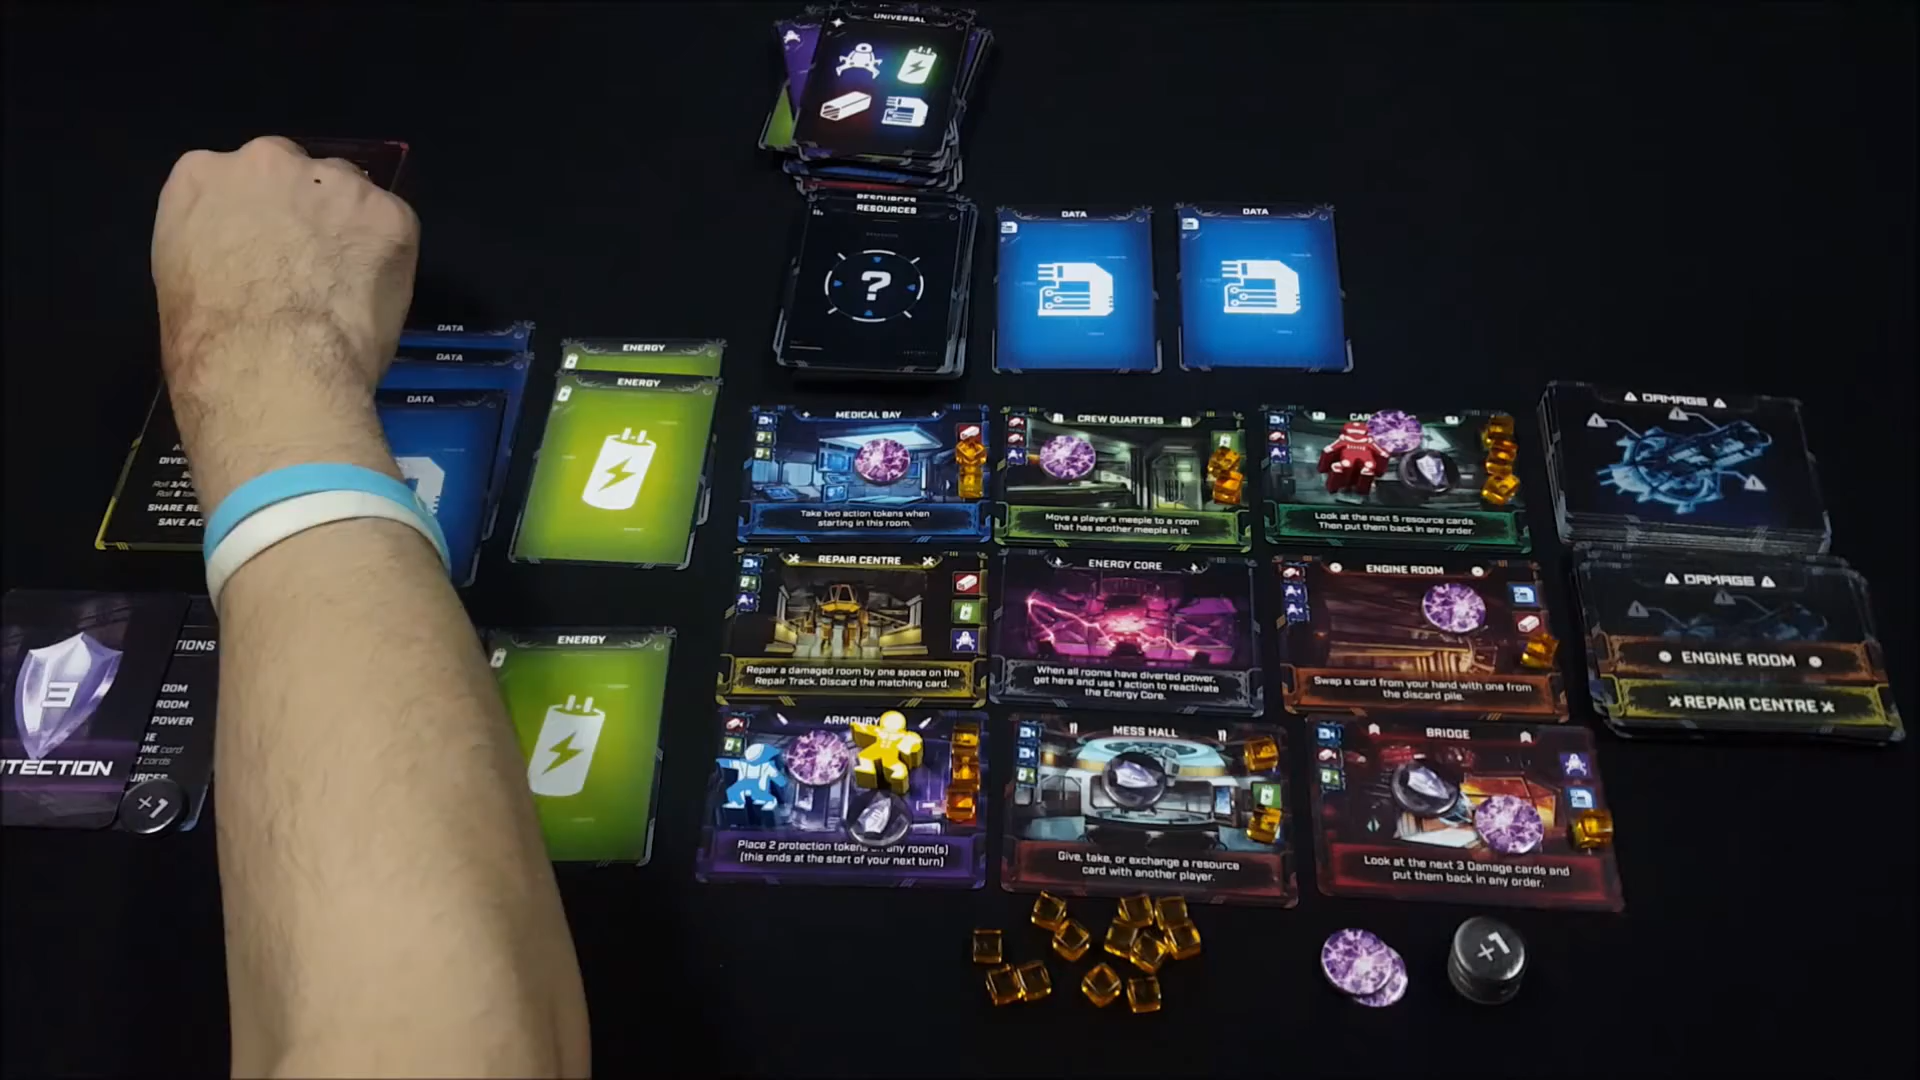 UNIVERSAL
RESOURCES
RESOURCES
?
DATA
DATA
DATA
DATA
DATA
ENERGY
ENERGY
DAMAGE
MEDICAL BAY
Take two action tokens when
starting in this room.
CREW QUARTERS
Move a player's meeple to a room
that has another meeple in it.
Look at the next 5 resource cards.
Then put them back in any order.
SHARE
DAMAGE
ENGINE ROOM
REPAIR CENTRE
REPAIR CENTRE
Repair a damaged room by one space on the
Repair Track. Discard the matching card.
ENERGY CORE
When all rooms have diverted power,
get here and use 1 action to reactivate
the Energy Core.
ENGINE ROOM
Swap a card from your hand with one from
the discard pile.
3
POWER
card
cards
+1
ENERGY
ARMOURY
Place 2 protection tokens on any room(s)
(this ends at the start of your next turn)
MESS HALL
Give, take, or exchange a resource
card with another player.
BRIDGE
Look at the next 3 Damage cards and
put them back in any order.
+1